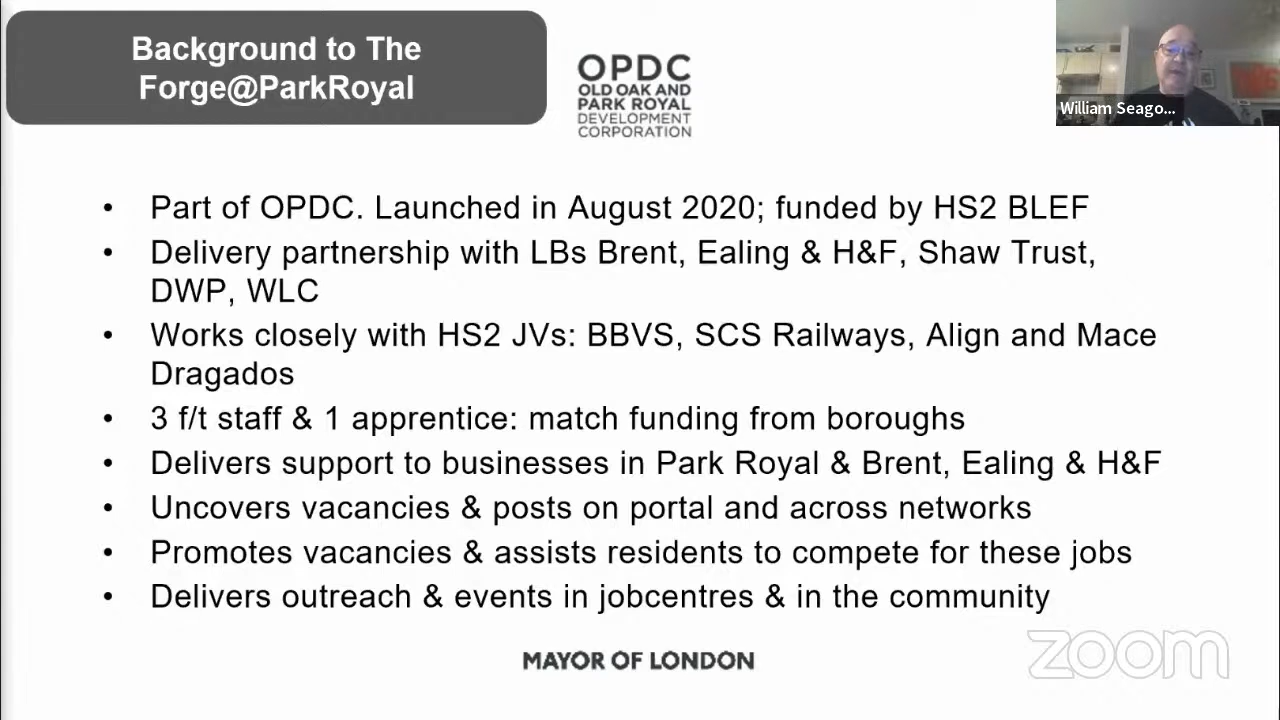 Background to The
Forge@ParkRoyal
OPDC
OLD OAK AND
PARK ROYAL
DEVELOPMENT
CORPORATION
William Seago...
• Part of OPDC. Launched in August 2020; funded by HS2 BLEF
• Delivery partnership with LBs Brent, Ealing & H&F, Shaw Trust,
DWP, WLC
• Works closely with HS2 JVs: BBVS, SCS Railways, Align and Mace
Dragados
• 3 f/t staff & 1 apprentice: match funding from boroughs
• Delivers support to businesses in Park Royal & Brent, Ealing & H&F
• Uncovers vacancies & posts on portal and across networks
• Promotes vacancies & assists residents to compete for these jobs
• Delivers outreach & events in jobcentres & in the community
MAYOR OF LONDON
zoom